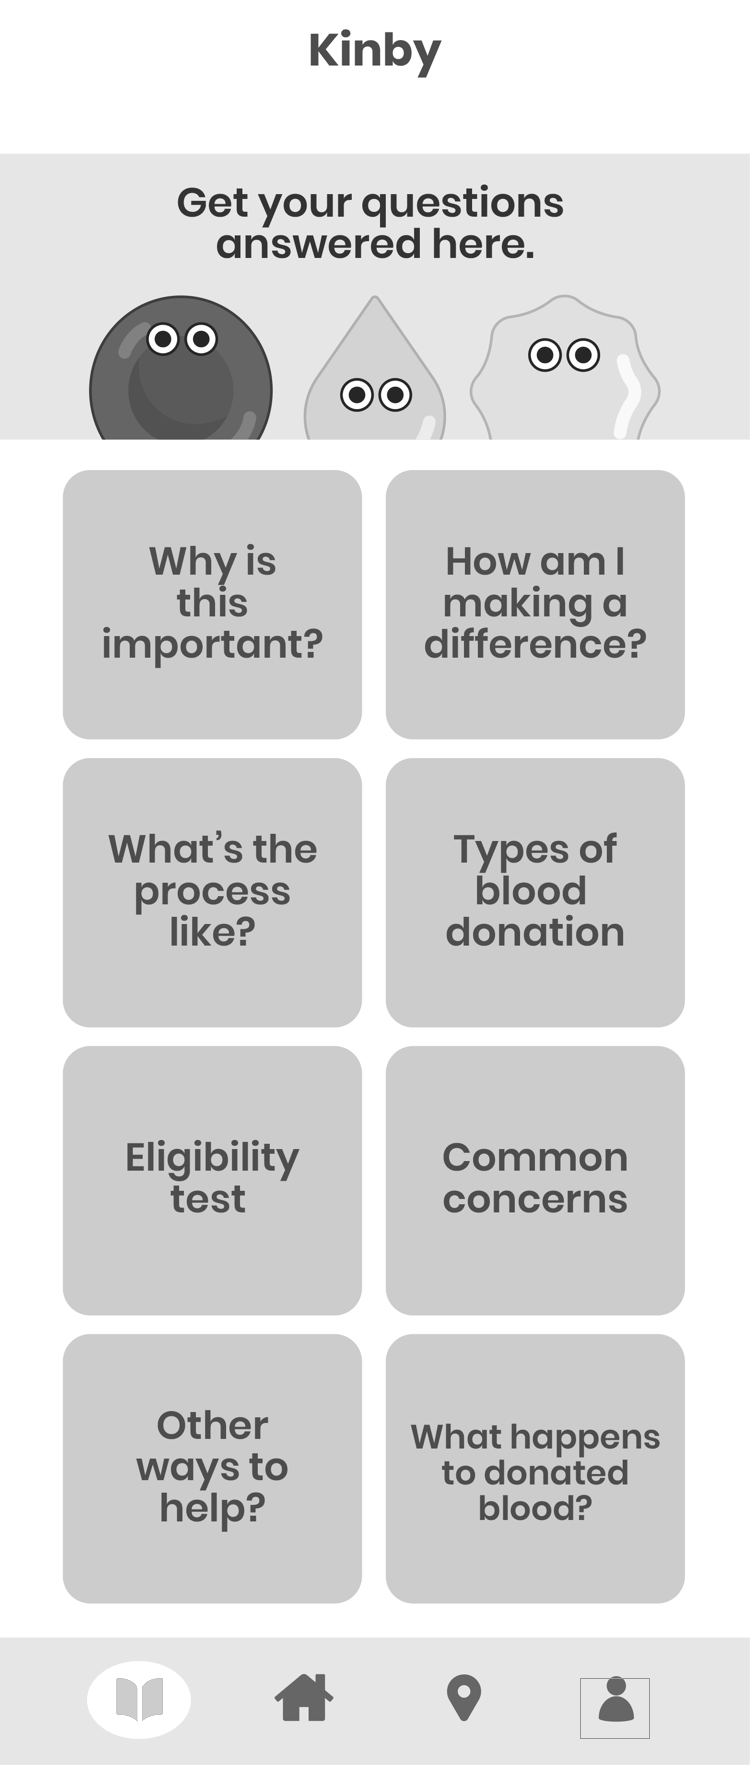 Kinby
Get your questions
answered here.
Why is
this
important?
How am I
making a
difference?
What’s the
process
like?
Types of
blood
donation
Eligibility
test
Common
concerns
Other
ways to
help?
What happens
to donated
blood?